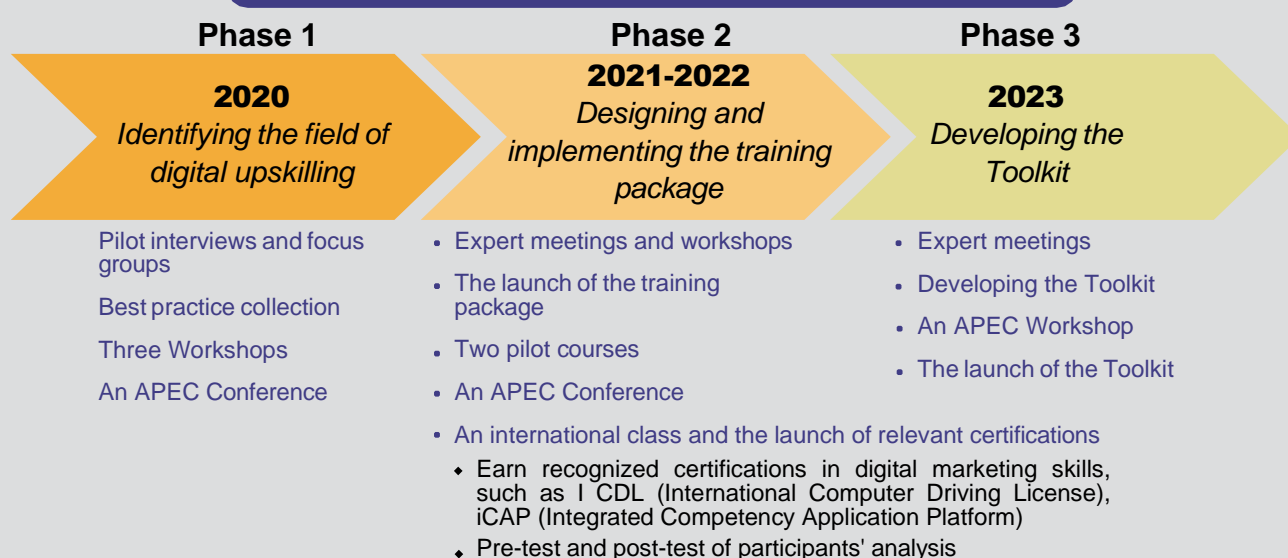 Phase 1
2020
Identifying the field of
digital upskilling
Pilot interviews and focus
groups
Best practice collection
Three Workshops
An APEC Conference
Phase 2
2021-2022
Designing and
implementing the training
package
• Expert meetings and workshops
• The launch of the training
package
• Two pilot courses
• An APEC Conference
• An international class and the launch of relevant certifications
◆ Earn recognized certifications in digital marketing skills,
such as I CDL (International Computer Driving License),
iCAP (Integrated Competency Application Platform)
◆ Pre-test and post-test of participants' analysis
Phase 3
2023
Developing the
Toolkit
• Expert meetings
• Developing the Toolkit
• An APEC Workshop
• The launch of the Toolkit